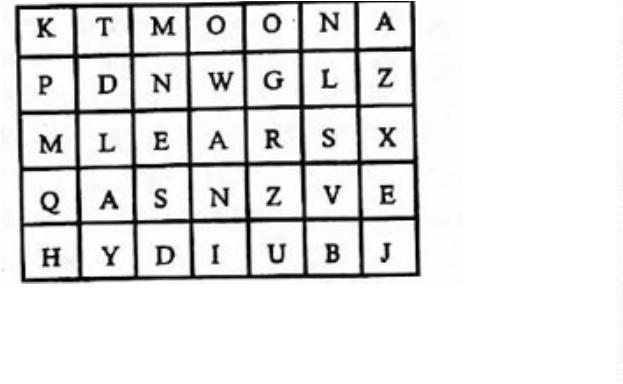 K T M O O N A
P D N W G L Z
M L E A R S X
Q A S N Z V E
H Y D I U B J